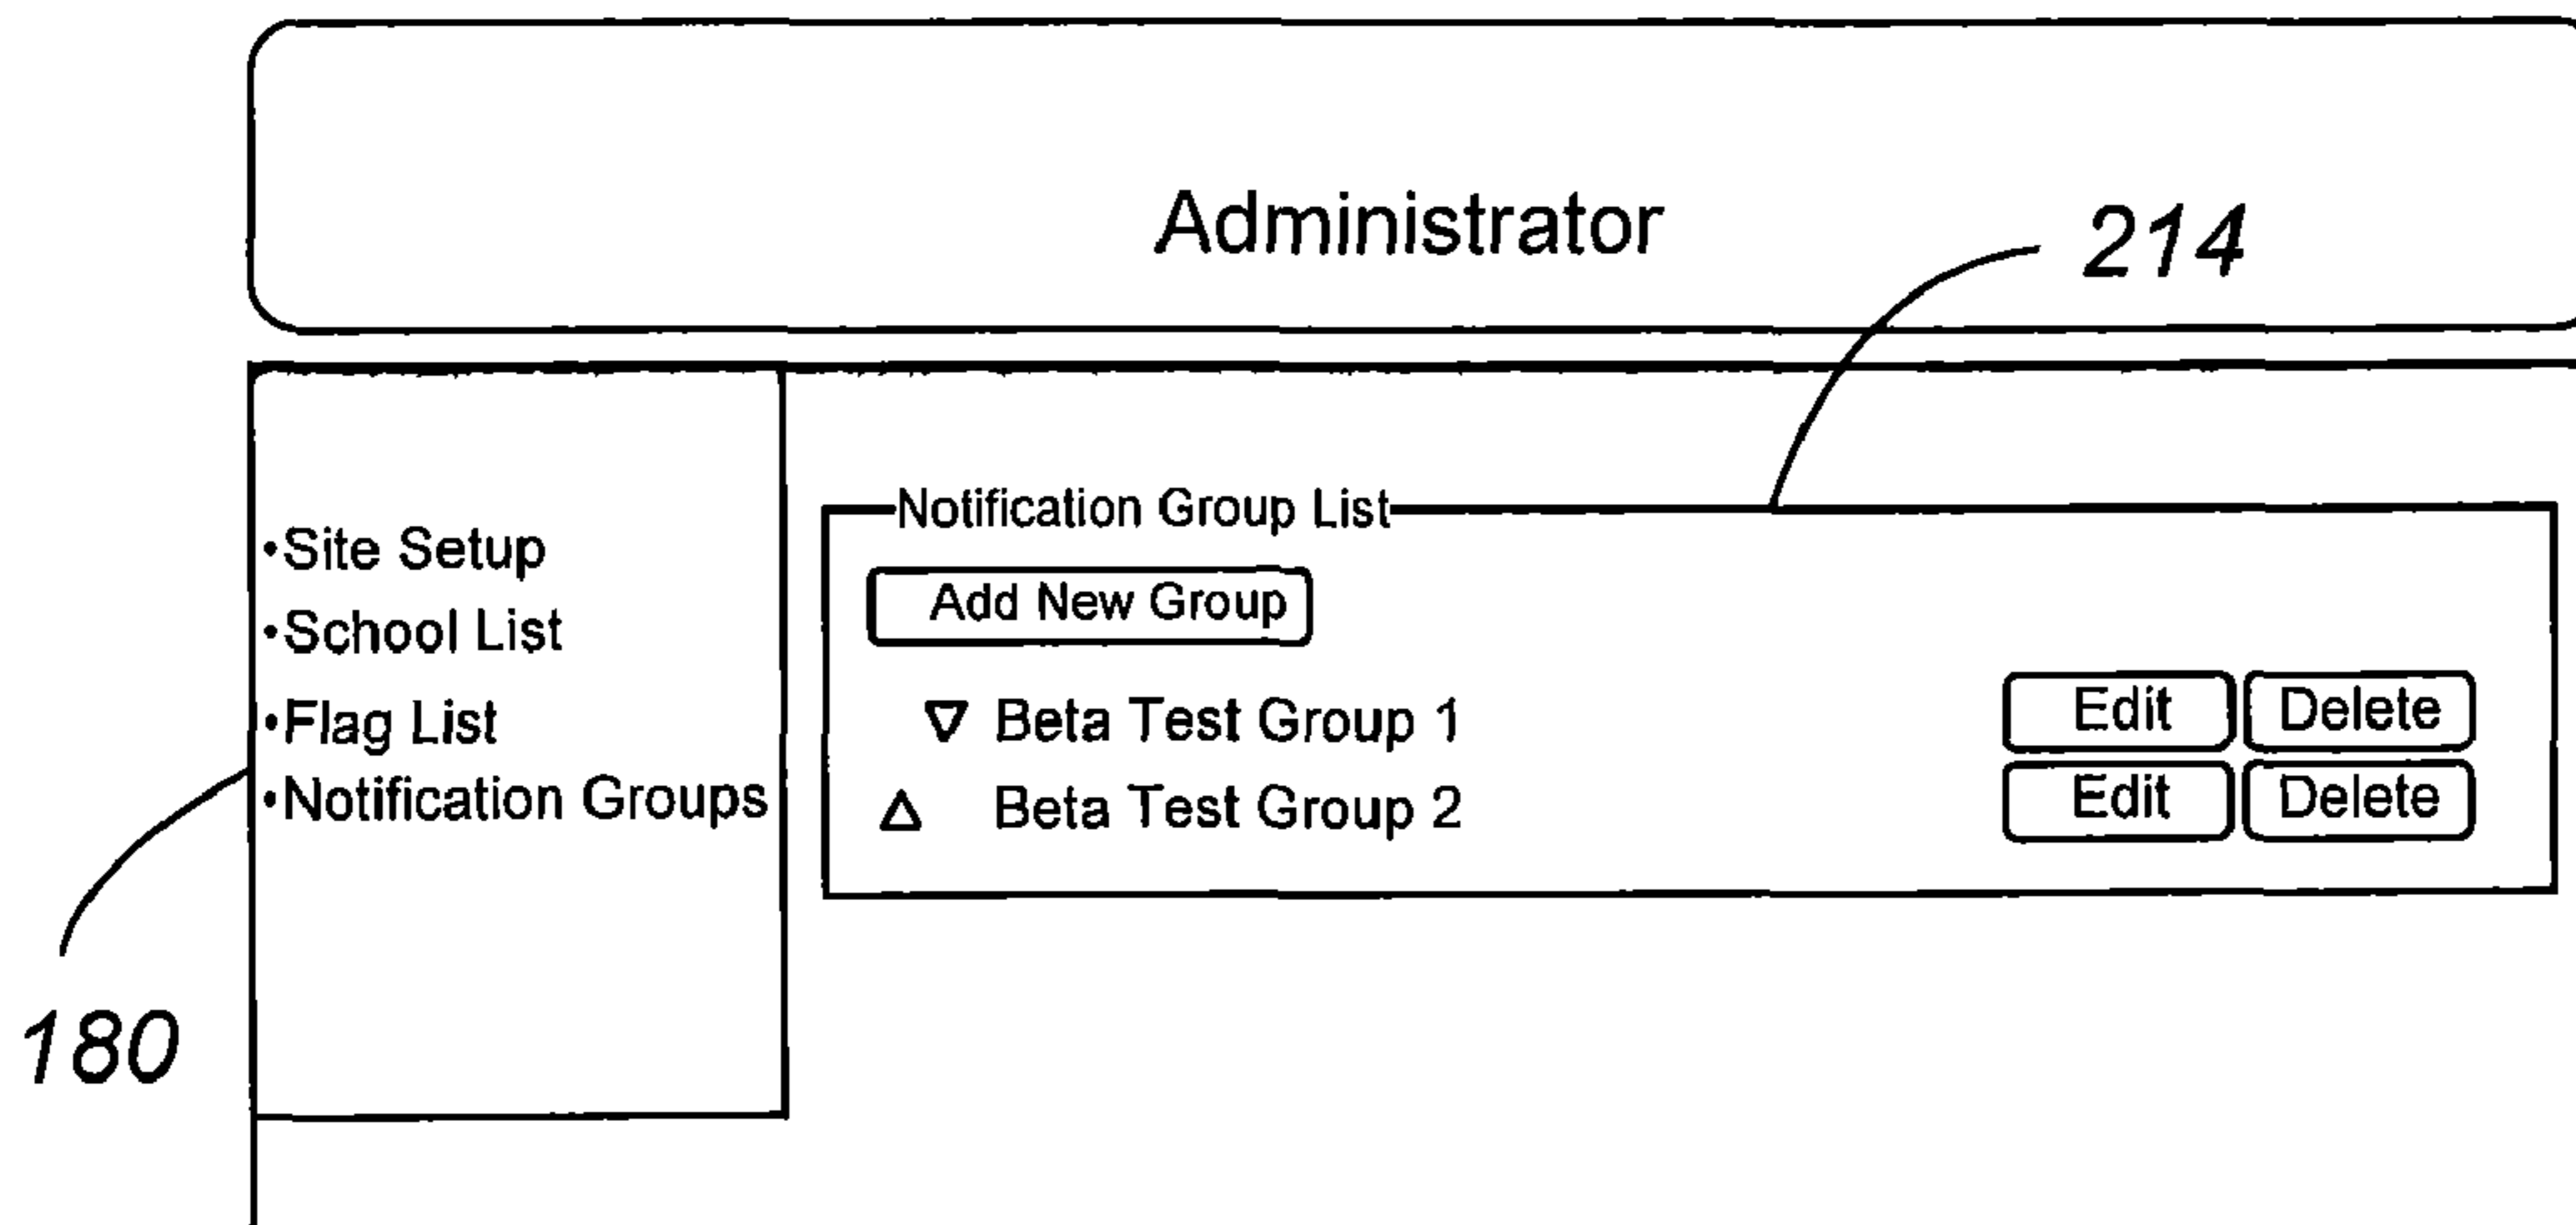 Administrator
214
•Site Setup
•School List
•Flag List
•Notification Groups
180
Notification Group List
Add New Group
▽ Beta Test Group 1 Edit Delete
△ Beta Test Group 2 Edit Delete